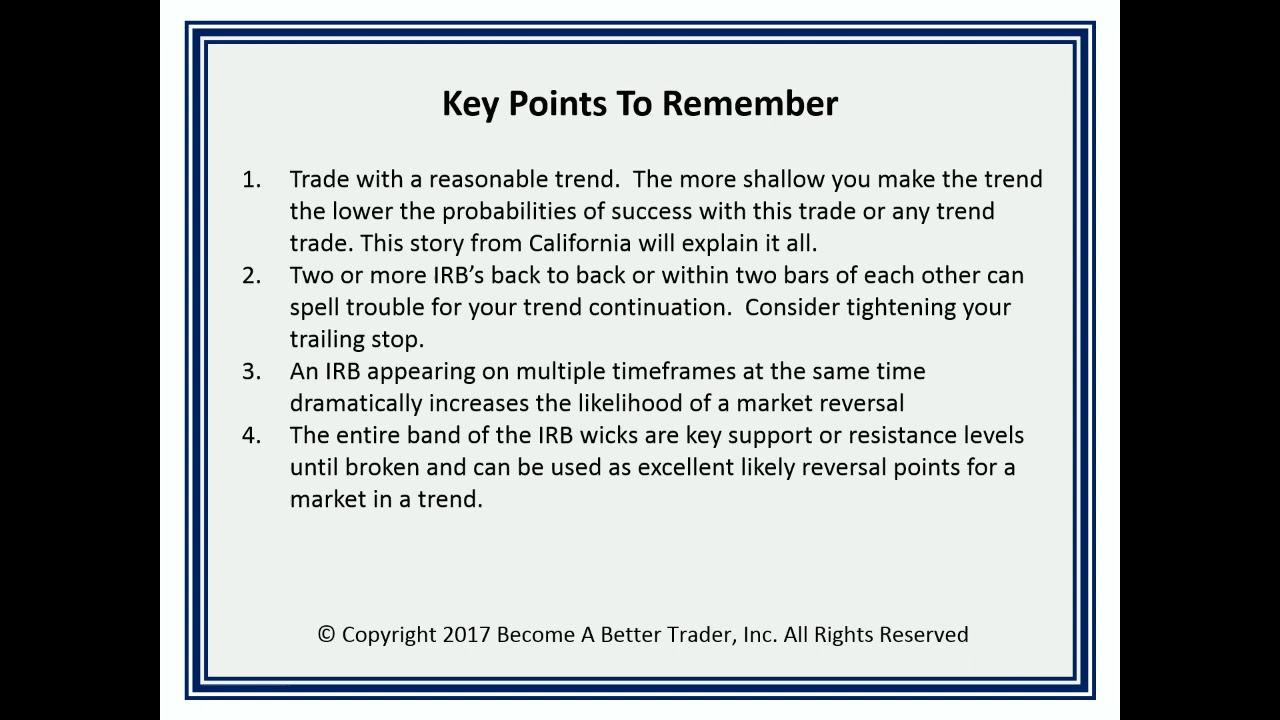 Key Points To Remember
1. Trade with a reasonable trend.  The more shallow you make the trend
the lower the probabilities of success with this trade or any trend
trade. This story from California will explain it all.
2. Two or more IRB’s back to back or within two bars of each other can
spell trouble for your trend continuation.  Consider tightening your
trailing stop.
3. An IRB appearing on multiple timeframes at the same time
dramatically increases the likelihood of a market reversal
4. The entire band of the IRB wicks are key support or resistance levels
until broken and can be used as excellent likely reversal points for a
market in a trend.
© Copyright 2017 Become A Better Trader, Inc. All Rights Reserved